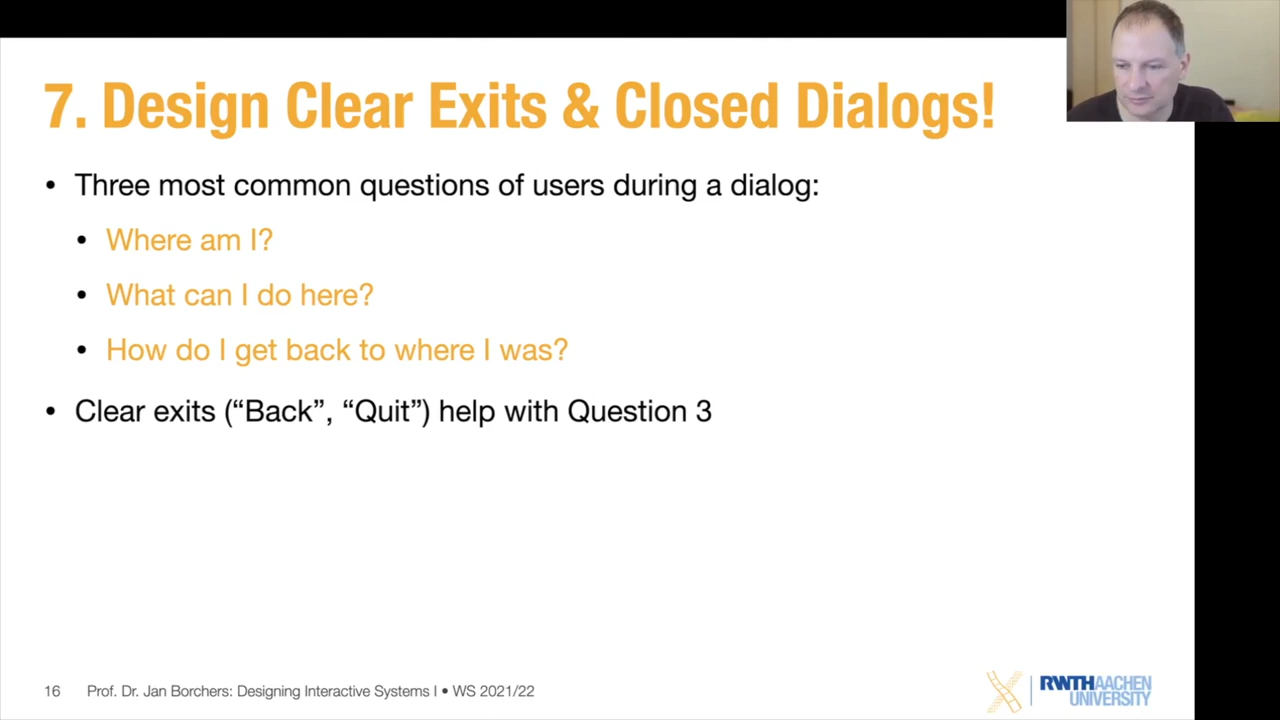 7. Design Clear Exits & Closed Dialogs!
• Three most common questions of users during a dialog:
• Where am I?
• What can I do here?
• How do I get back to where I was?
• Clear exits (“Back”, “Quit”) help with Question 3
16 Prof. Dr. Jan Borchers: Designing Interactive Systems I • WS 2021/22
RWTHAACHEN
UNIVERSITY